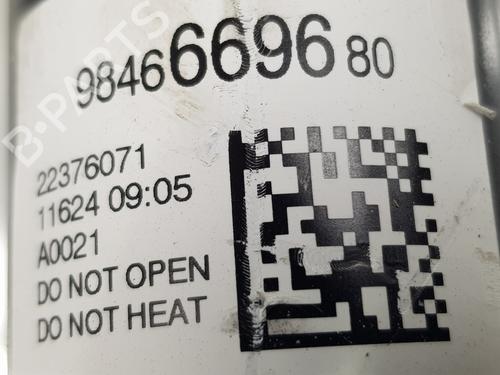 98466696 80
22376071
11624 09:05
A0021
DO NOT OPEN
DO NOT HEAT
B-PARTS